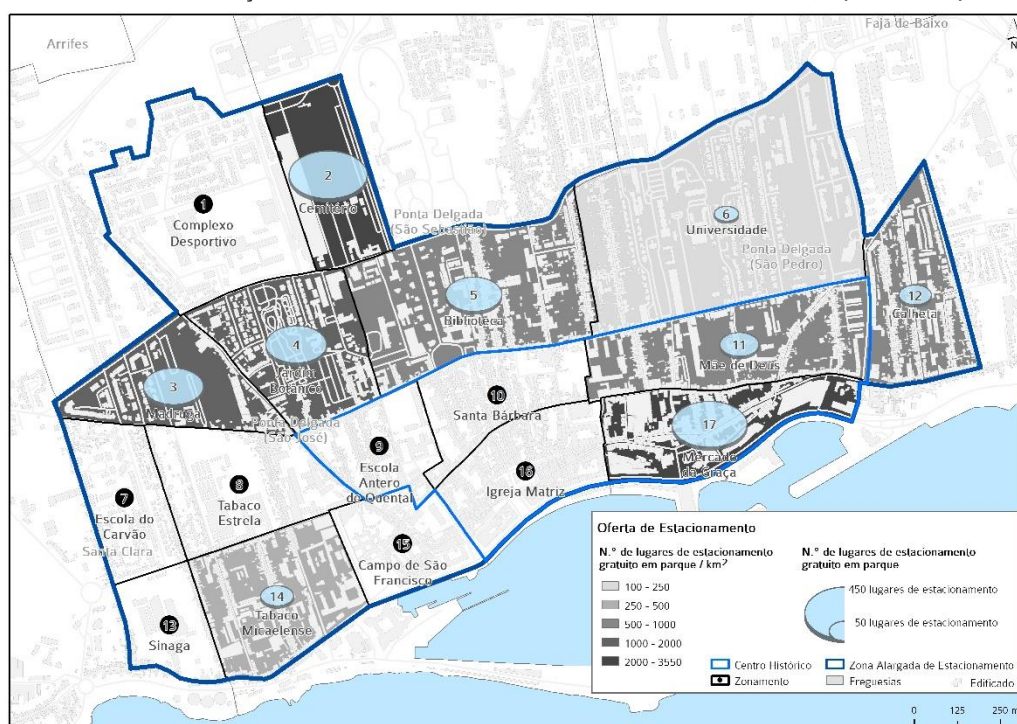 Arrifes
Fajã de Baixo
N
1
Complexo
Desportivo
2
Cemitério
Ponta Delgada
(São Sebastião)
6
Universidade
Ponta Delgada
(São Pedro)
5
Biblioteca
12
Calheta
4
Jardim
Botânico
11
Mãe de Deus
3
Madruga
10
Santa Bárbara
17
Mercado
da Graça
Ponta Delgada
(São José)
9
Escola
Antero
de Quental
16
Igreja Matriz
8
Tabaco
Estrela
7
Escola do
Carvão
Santa Clara
15
Campo de São
Francisco
14
Tabaco
Micaelense
13
Sinaga
Oferta de Estacionamento
N.º de lugares de estacionamento
gratuito em parque / km²
100 - 250
250 - 500
500 - 1000
1000 - 2000
2000 - 3550
N.º de lugares de estacionamento
gratuito em parque
450 lugares de estacionamento
50 lugares de estacionamento
Centro Histórico
Zona Alargada de Estacionamento
Zonamento
Freguesias
Edificado
0 125 250 m